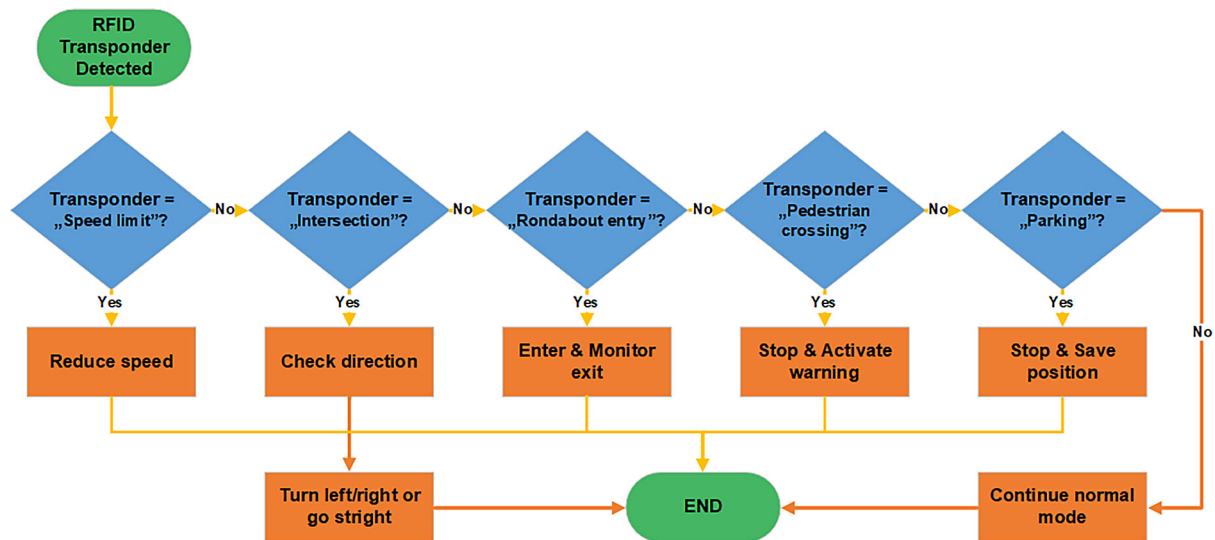 RFID
Transponder
Detected
Transponder =
„Speed limit”?
No
Transponder =
„Intersection”?
No
Transponder =
„Rondabout entry”?
No
Transponder =
„Pedestrian
crossing”?
No
Transponder =
„Parking”?
No
Yes
Yes
Yes
Yes
Yes
Reduce speed
Check direction
Enter & Monitor
exit
Stop & Activate
warning
Stop & Save
position
Turn left/right or
go stright
END
Continue normal
mode